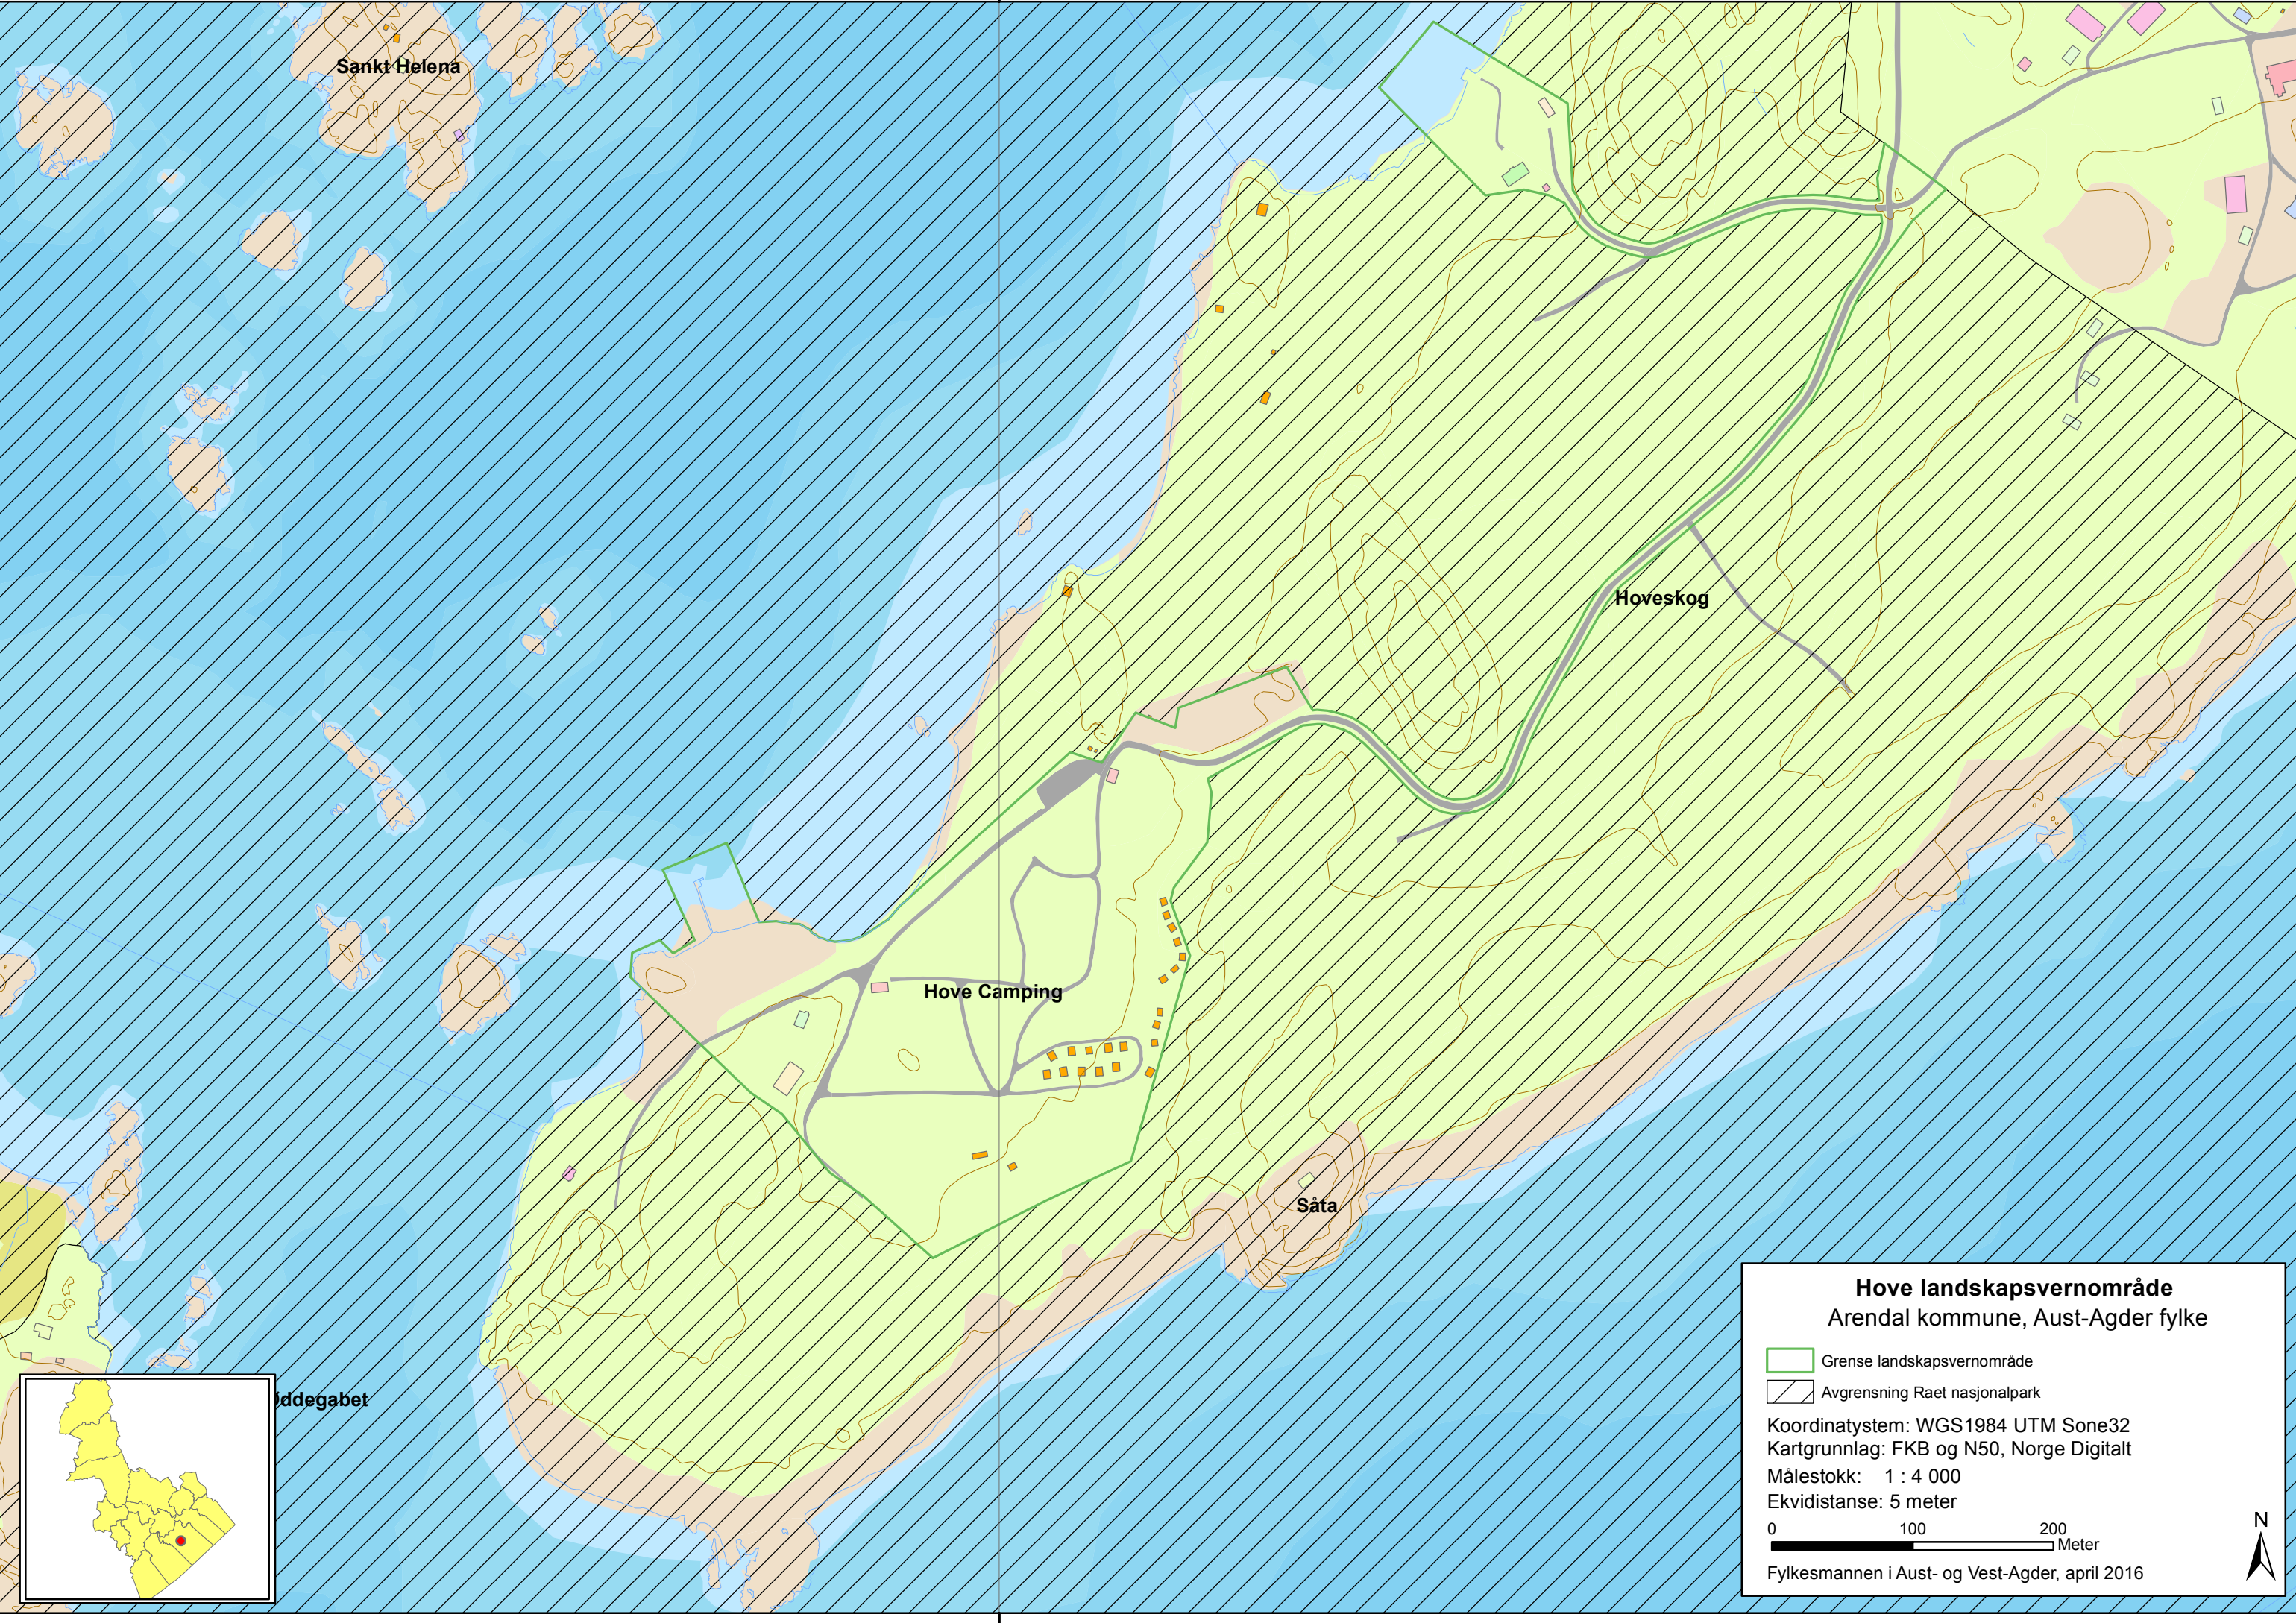 Sankt Helena
Hoveskog
Hove Camping
Såta
ddegabet
Hove landskapsvernområde
Arendal kommune, Aust-Agder fylke
Grense landskapsvernområde
Avgrensning Raet nasjonalpark
Koordinatystem: WGS1984 UTM Sone32
Kartgrunnlag: FKB og N50, Norge Digitalt
Målestokk: 1 : 4 000
Ekvidistanse: 5 meter
0 100 200
Meter
N
Fylkesmannen i Aust- og Vest-Agder, april 2016